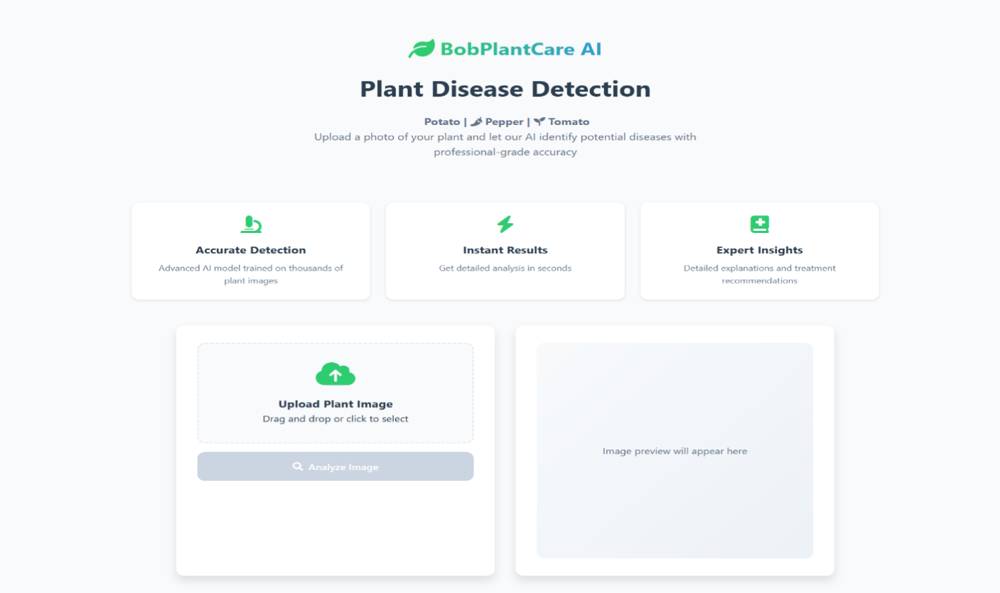 BobPlantCare AI
Plant Disease Detection
Potato | Pepper | Tomato
Upload a photo of your plant and let our AI identify potential diseases with
professional-grade accuracy
Accurate Detection
Advanced AI model trained on thousands of
plant images
Instant Results
Get detailed analysis in seconds
Expert Insights
Detailed explanations and treatment
recommendations
Upload Plant Image
Drag and drop or click to select
Analyze Image
Image preview will appear here